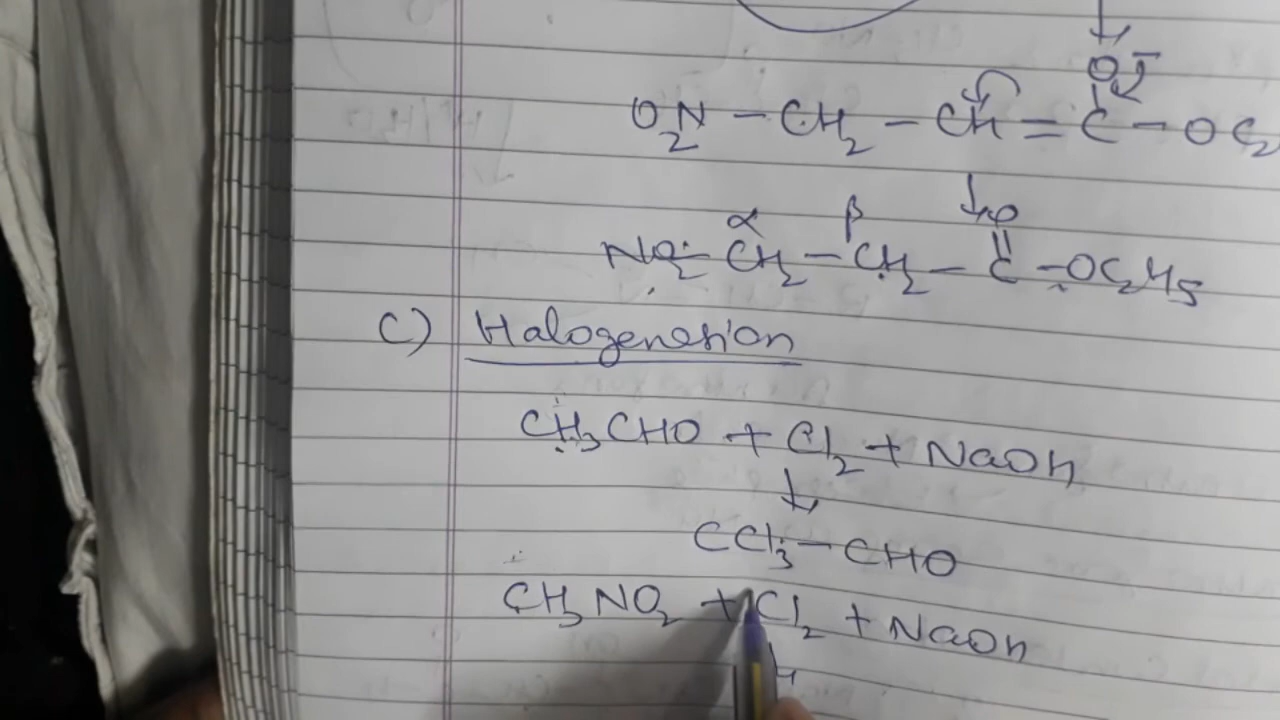 O⁻
O₂N – CH₂ – CH = C – OC₂
α β O
NO₂ – CH₂ – CH₂ – C – OC₂H₅
C) Halogenation
CH₃CHO + Cl₂ + NaOH
↓
CCl₃ – CHO
CH₃NO₂ + Cl₂ + NaOH